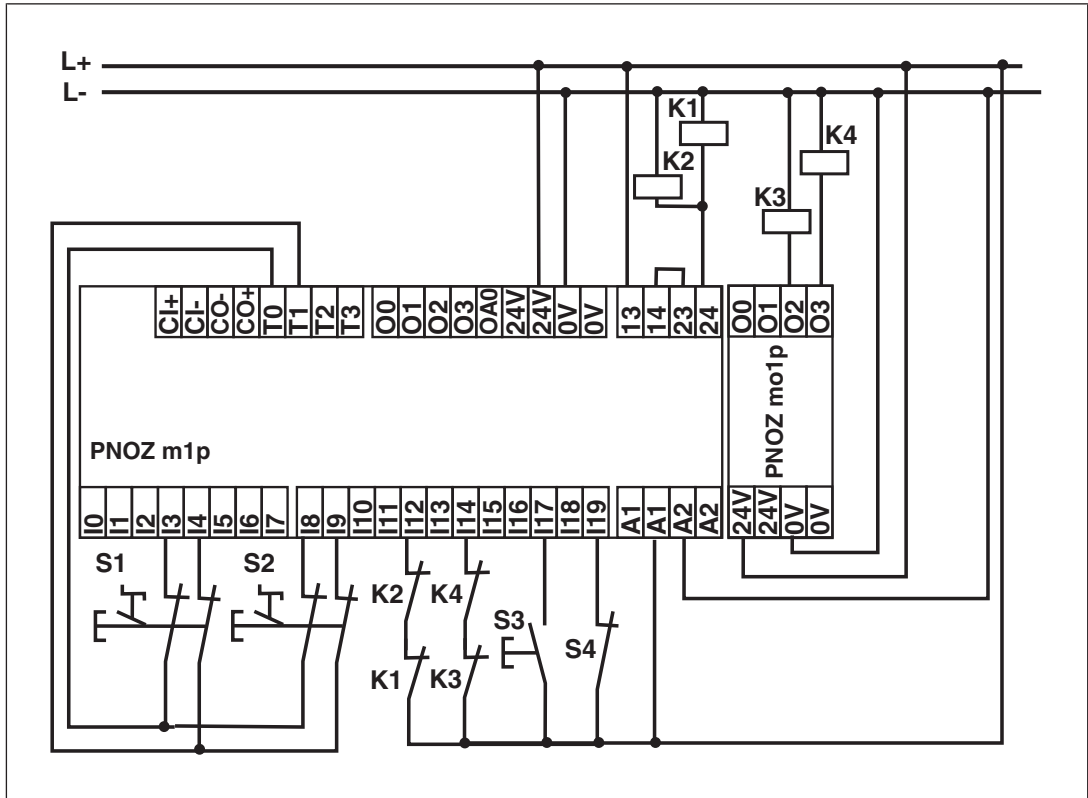 L+
L-
K1
K4
K2
K3
CI+ CI- CO- CO+ T0 T1 T2 T3 O0 O1 O2 O3 OA0 24V 24V 0V 0V 13 14 23 24 O0 O1 O2 O3
PNOZ m1p
PNOZ mo1p
I0 I1 I2 I3 I4 I5 I6 I7 I8 I9 I10 I11 I12 I13 I14 I15 I16 I17 I18 I19 A1 A1 A2 A2 24V 24V 0V 0V
S1 S2 K2 K4 S3 S4
K1 K3